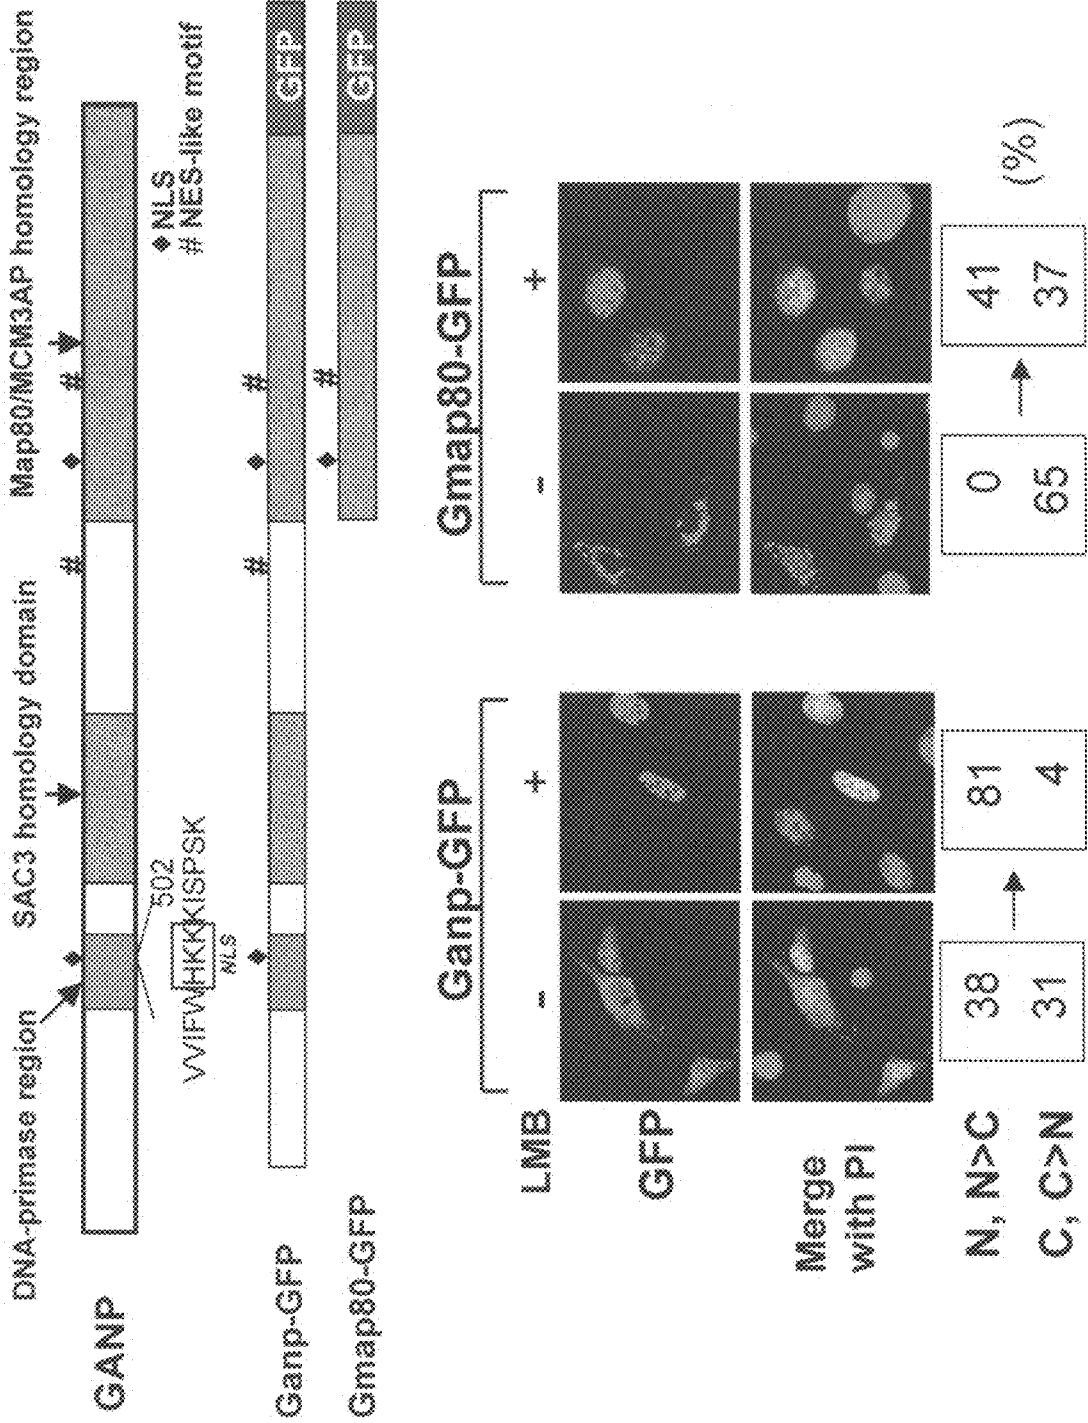 DNA-primase region SAC3 homology domain Map80/MCM3AP homology region
◆ # ◆ #
GANP
502
VVIFWHKKISPSK
NLS
◆NLS
# NES-like motif
◆ # ◆ #
Ganp-GFP GFP
◆ #
Gmap80-GFP GFP
Ganp-GFP Gmap80-GFP
LMB - + - +
GFP
Merge
with PI
N, N>C 38 → 81 0 → 41
C, C>N 31 4 65 37
(%)